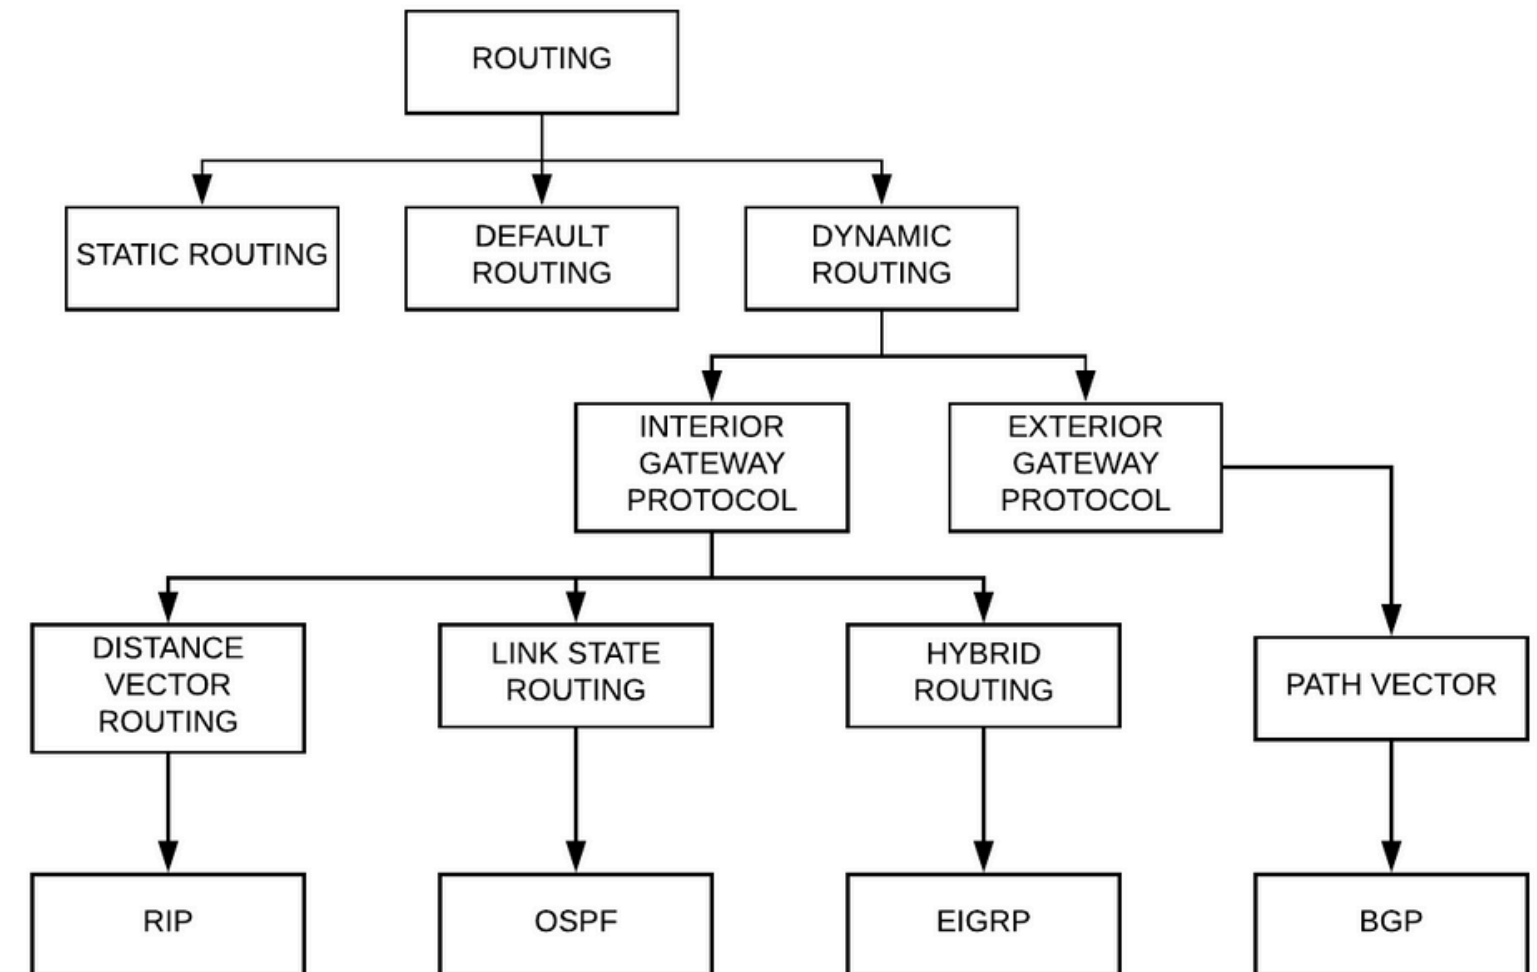 ROUTING
STATIC ROUTING
DEFAULT
ROUTING
DYNAMIC
ROUTING
INTERIOR
GATEWAY
PROTOCOL
EXTERIOR
GATEWAY
PROTOCOL
DISTANCE
VECTOR
ROUTING
LINK STATE
ROUTING
HYBRID
ROUTING
PATH VECTOR
RIP
OSPF
EIGRP
BGP